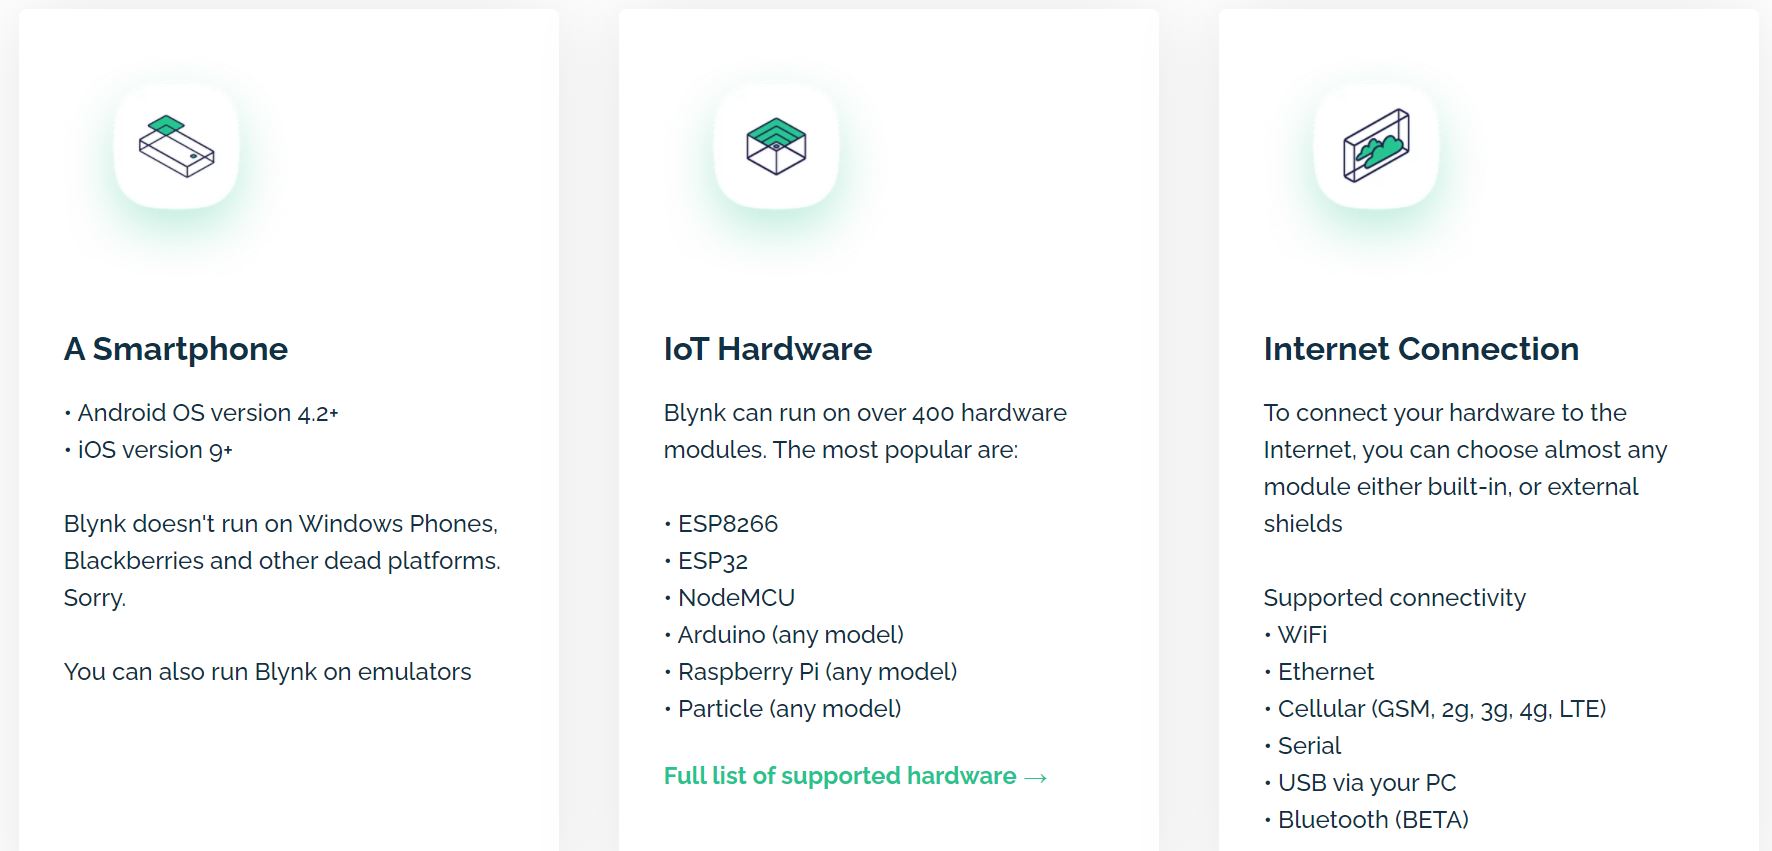 A Smartphone
• Android OS version 4.2+
• iOS version 9+
Blynk doesn't run on Windows Phones,
Blackberries and other dead platforms.
Sorry.
You can also run Blynk on emulators
IoT Hardware
Blynk can run on over 400 hardware
modules. The most popular are:
• ESP8266
• ESP32
• NodeMCU
• Arduino (any model)
• Raspberry Pi (any model)
• Particle (any model)
Full list of supported hardware →
Internet Connection
To connect your hardware to the
Internet, you can choose almost any
module either built-in, or external
shields
Supported connectivity
• WiFi
• Ethernet
• Cellular (GSM, 2g, 3g, 4g, LTE)
• Serial
• USB via your PC
• Bluetooth (BETA)